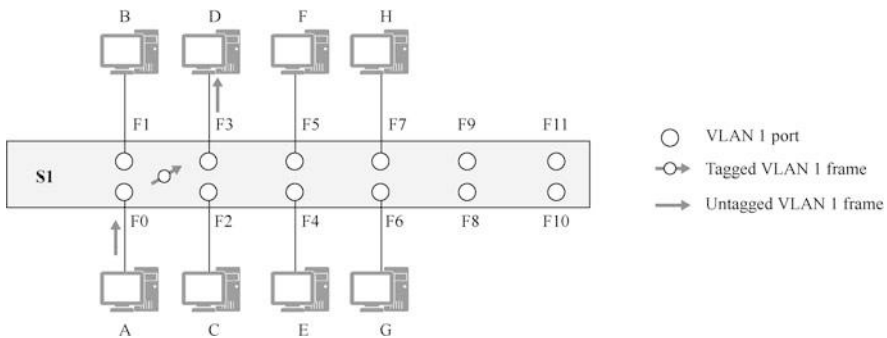 B D F H
F1 F3 F5 F7 F9 F11
S1
F0 F2 F4 F6 F8 F10
A C E G
VLAN 1 port
Tagged VLAN 1 frame
Untagged VLAN 1 frame